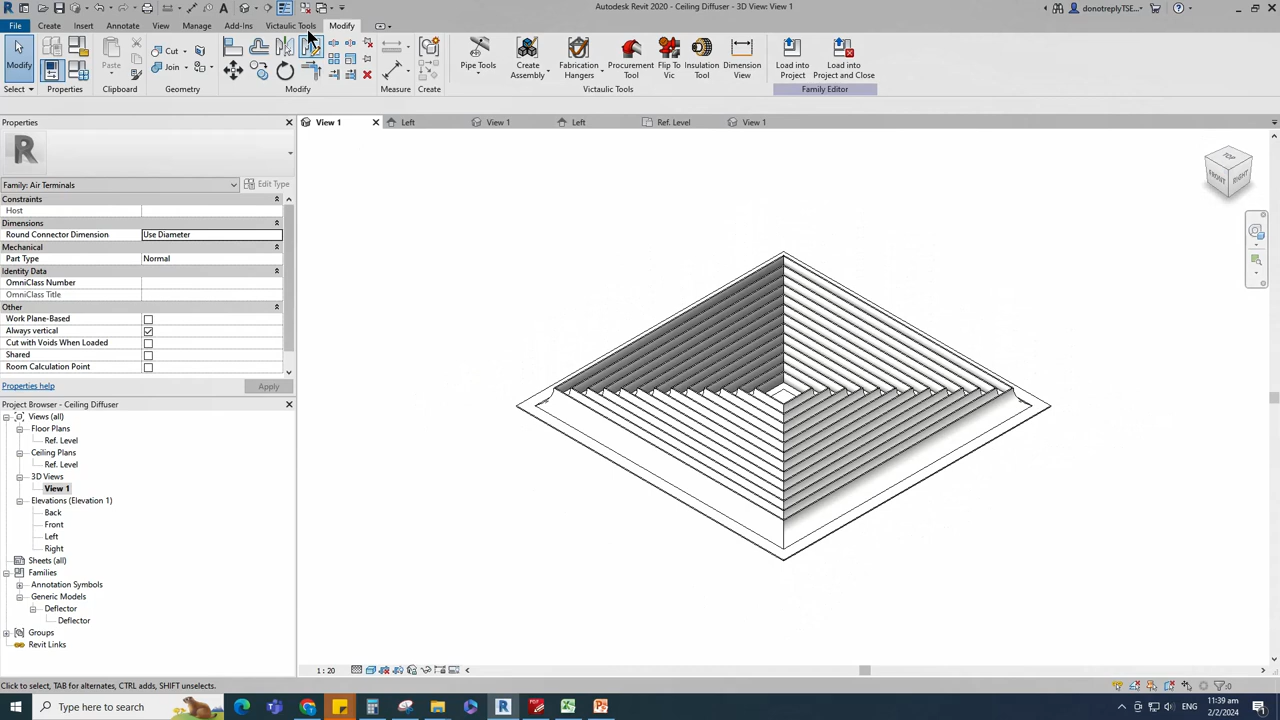 Autodesk Revit 2020 - Ceiling Diffuser - 3D View: View 1
donotreplyTSE...
File
Create
Insert
Annotate
View
Manage
Add-Ins
Victaulic Tools
Modify
Modify
Paste
Cut
Join
Pipe Tools
Create
Assembly
Fabrication
Hangers
Procurement
Tool
Flip To
Vic
Insulation
Tool
Dimension
View
Load into
Project
Load into
Project and Close
Select
Properties
Clipboard
Geometry
Modify
Measure
Create
Victaulic Tools
Family Editor
Properties
View 1
Left
View 1
Left
Ref. Level
View 1
Family: Air Terminals
Edit Type
Constraints
Host
Dimensions
Round Connector Dimension
Use Diameter
Mechanical
Part Type
Normal
Identity Data
OmniClass Number
OmniClass Title
Other
Work Plane-Based
Always vertical
Cut with Voids When Loaded
Shared
Room Calculation Point
Properties help
Apply
Project Browser - Ceiling Diffuser
Views (all)
Floor Plans
Ref. Level
Ceiling Plans
Ref. Level
3D Views
View 1
Elevations (Elevation 1)
Back
Front
Left
Right
Sheets (all)
Families
Annotation Symbols
Generic Models
Deflector
Deflector
Groups
Revit Links
TOP
FRONT
RIGHT
1 : 20
Click to select, TAB for alternates, CTRL adds, SHIFT unselects.
:0
Type here to search
11:39 am
2/2/2024